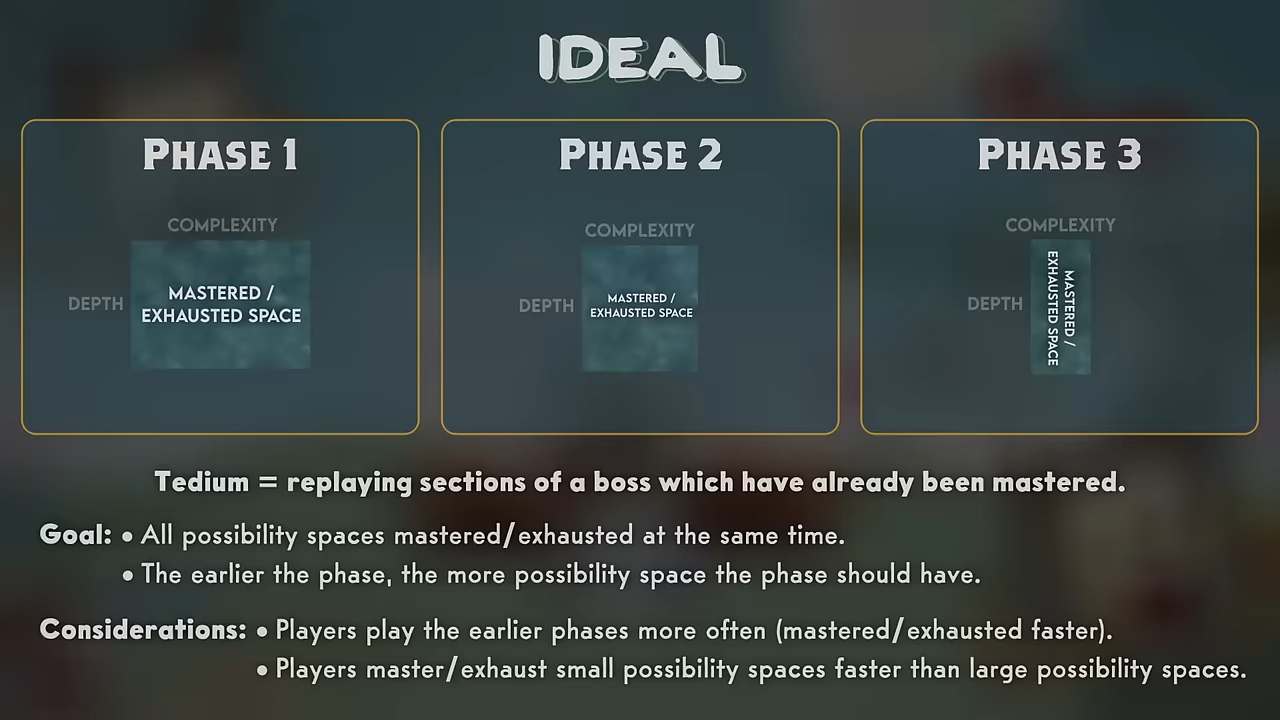 IDEAL
PHASE 1
COMPLEXITY
DEPTH
MASTERED /
EXHAUSTED SPACE
PHASE 2
COMPLEXITY
DEPTH
MASTERED /
EXHAUSTED SPACE
PHASE 3
COMPLEXITY
DEPTH
MASTERED /
EXHAUSTED SPACE
Tedium = replaying sections of a boss which have already been mastered.
Goal: • All possibility spaces mastered/exhausted at the same time.
• The earlier the phase, the more possibility space the phase should have.
Considerations: • Players play the earlier phases more often (mastered/exhausted faster).
• Players master/exhaust small possibility spaces faster than large possibility spaces.